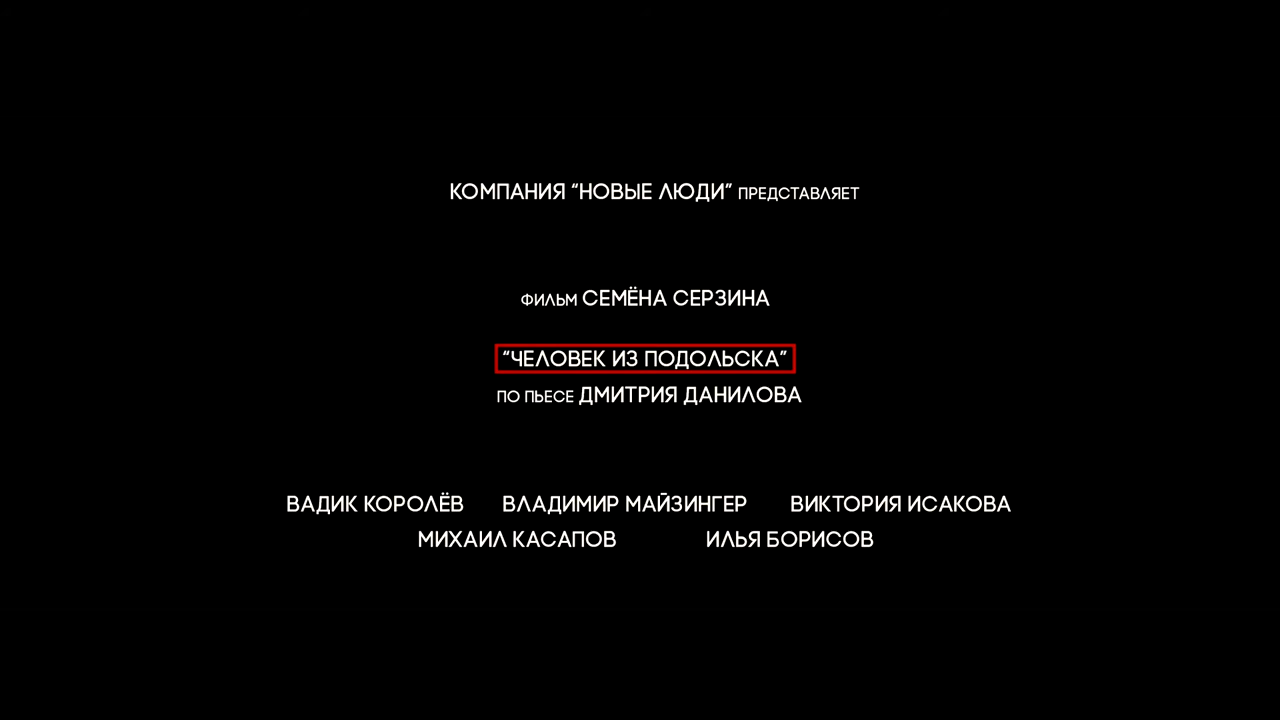 КОМПАНИЯ “НОВЫЕ ЛЮДИ” ПРЕДСТАВЛЯЕТ
ФИЛЬМ СЕМЁНА СЕРЗИНА
“ЧЕЛОВЕК ИЗ ПОДОЛЬСКА”
ПО ПЬЕСЕ ДМИТРИЯ ДАНИЛОВА
ВАДИК КОРОЛЁВ ВЛАДИМИР МАЙЗИНГЕР ВИКТОРИЯ ИСАКОВА
МИХАИЛ КАСАПОВ ИЛЬЯ БОРИСОВ